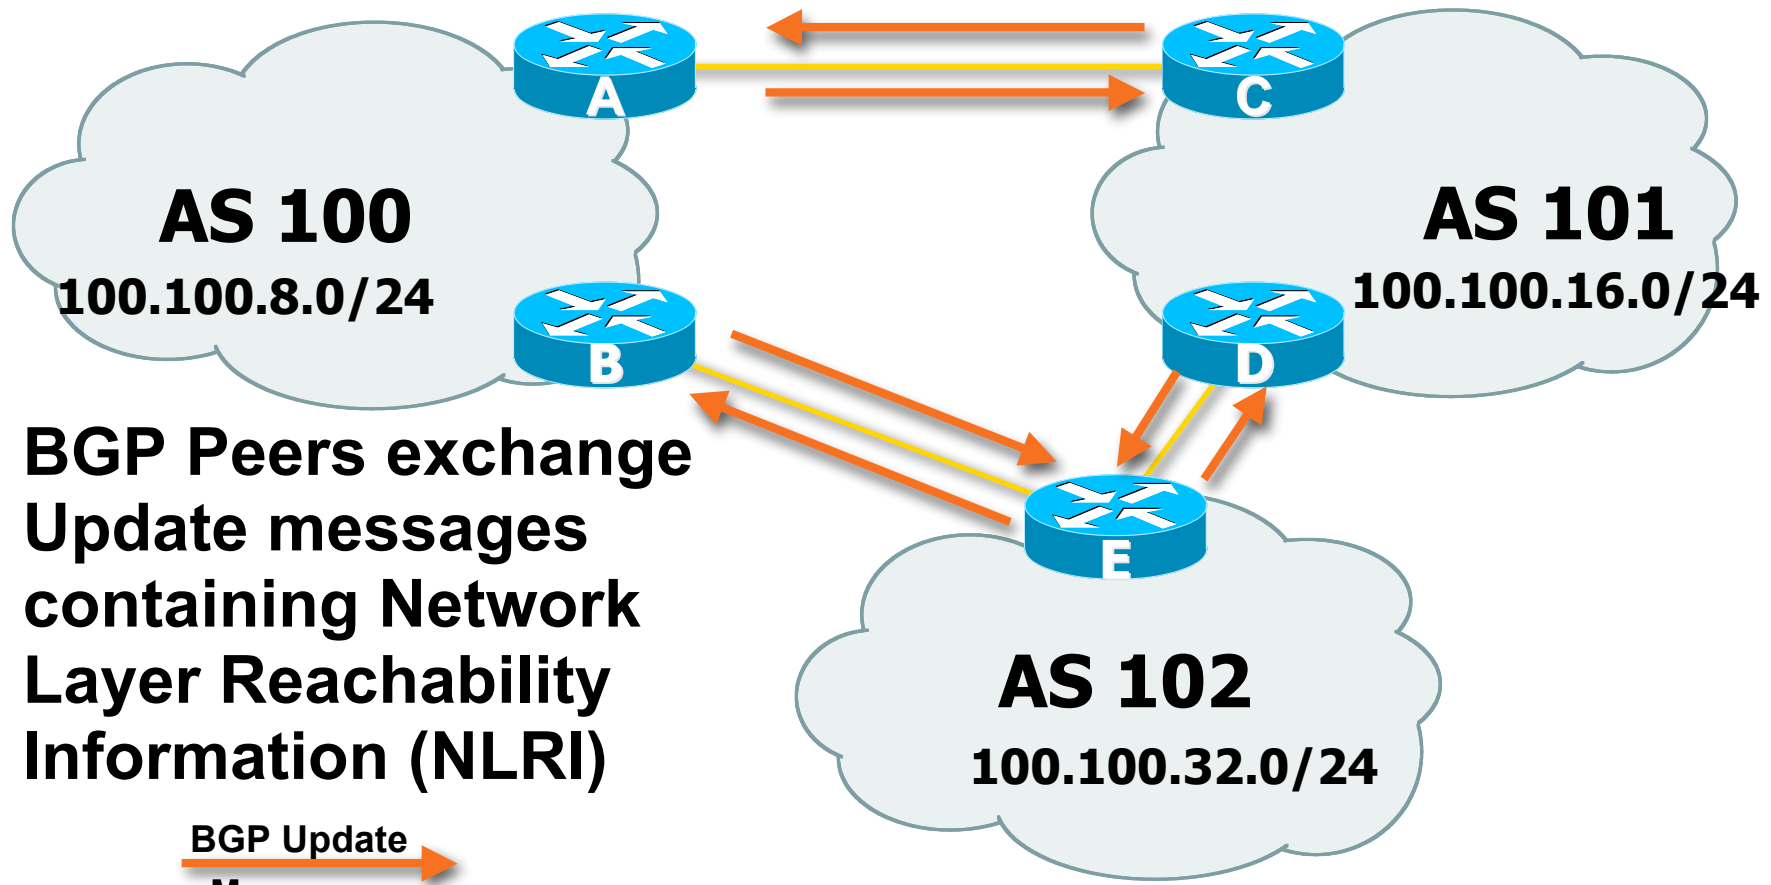 A
C
AS 100
100.100.8.0/24
AS 101
100.100.16.0/24
B
D
BGP Peers exchange
Update messages
containing Network
Layer Reachability
Information (NLRI)
E
AS 102
100.100.32.0/24
BGP Update